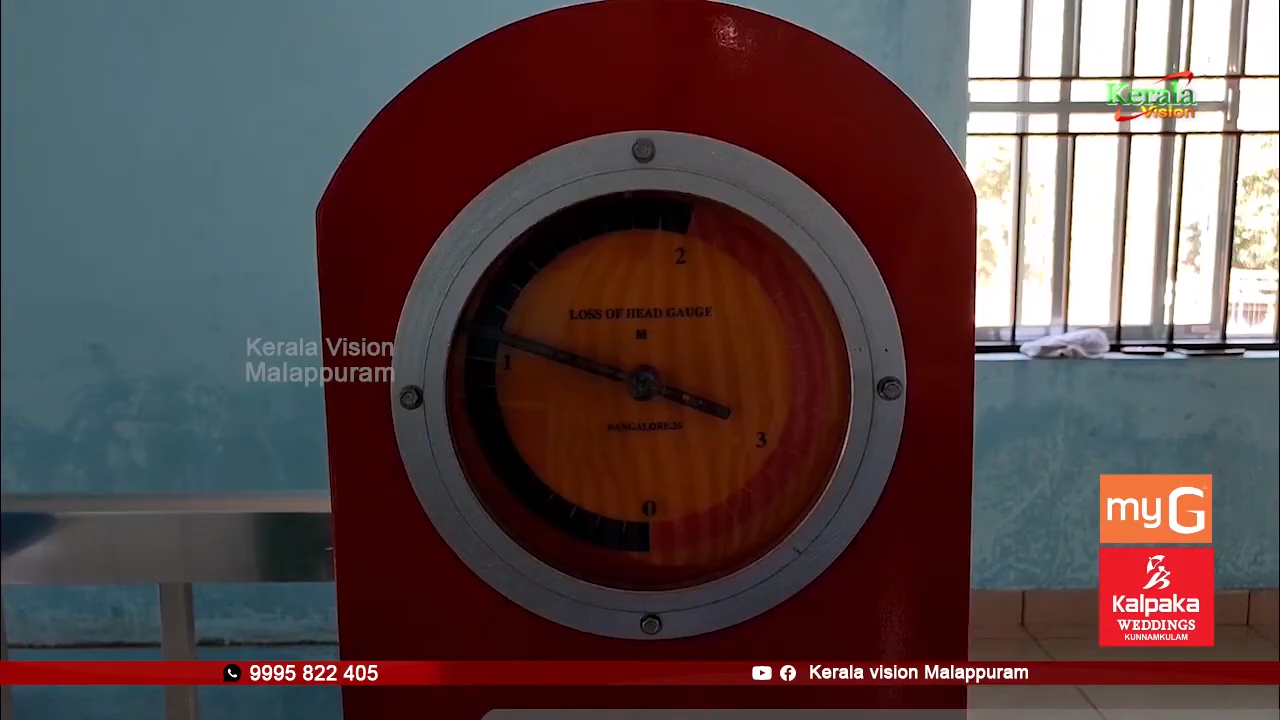 Kerala
Vision
2
LOSS OF HEAD GAUGE
M
1
Kerala Vision
Malappuram
BANGALORE.26
3
0
myG
Kalpaka
WEDDINGS
KUNNAMKULAM
9995 822 405
Kerala vision Malappuram